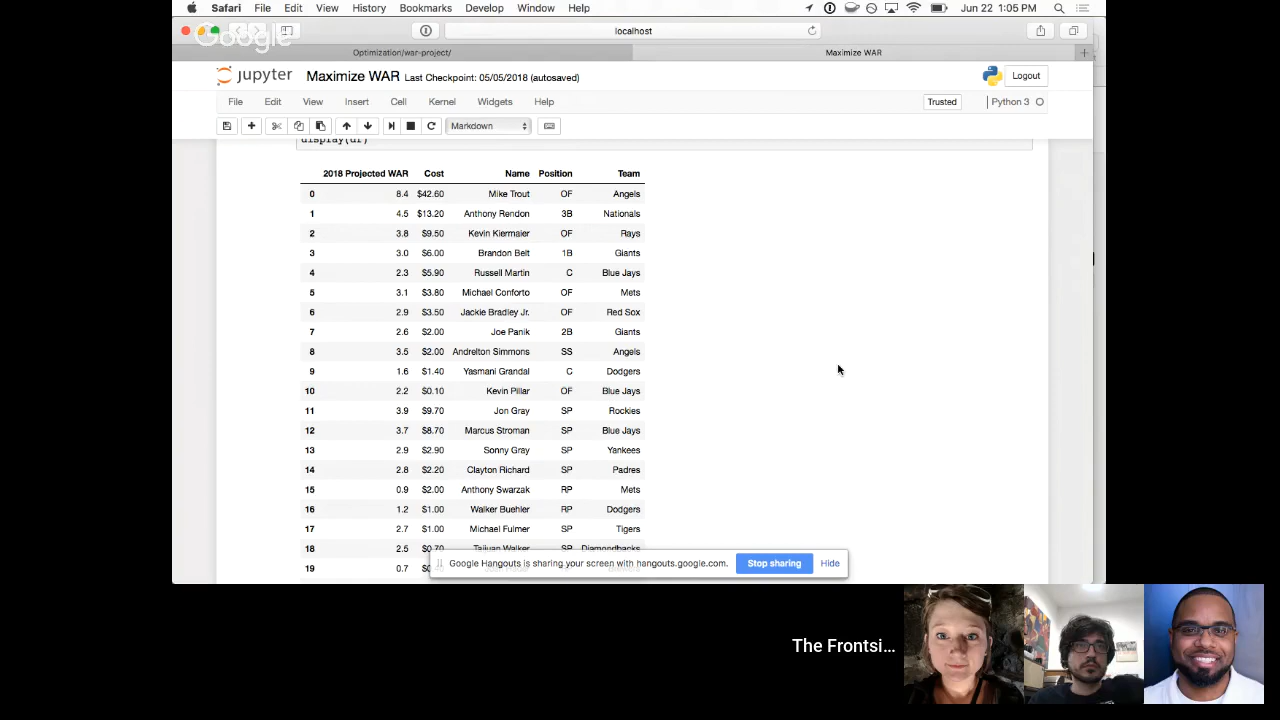 Safari File Edit View History Bookmarks Develop Window Help Jun 22 1:05 PM
Google
localhost
Optimization/war-project/ Maximize WAR
jupyter Maximize WAR Last Checkpoint: 05/05/2018 (autosaved) Logout
File Edit View Insert Cell Kernel Widgets Help Trusted Python 3
Markdown
display(df)
2018 Projected WAR Cost Name Position Team
0 8.4 $42.60 Mike Trout OF Angels
1 4.5 $13.20 Anthony Rendon 3B Nationals
2 3.8 $9.50 Kevin Kiermaier OF Rays
3 3.0 $6.00 Brandon Belt 1B Giants
4 2.3 $5.90 Russell Martin C Blue Jays
5 3.1 $3.80 Michael Conforto OF Mets
6 2.9 $3.50 Jackie Bradley Jr. OF Red Sox
7 2.6 $2.00 Joe Panik 2B Giants
8 3.5 $2.00 Andrelton Simmons SS Angels
9 1.6 $1.40 Yasmani Grandal C Dodgers
10 2.2 $0.10 Kevin Pillar OF Blue Jays
11 3.9 $9.70 Jon Gray SP Rockies
12 3.7 $8.70 Marcus Stroman SP Blue Jays
13 2.9 $2.90 Sonny Gray SP Yankees
14 2.8 $2.20 Clayton Richard SP Padres
15 0.9 $2.00 Anthony Swarzak RP Mets
16 1.2 $1.00 Walker Buehler RP Dodgers
17 2.7 $1.00 Michael Fulmer SP Tigers
18 2.5 $0.70 Taijuan Walker SP Diamondbacks
19 0.7
Google Hangouts is sharing your screen with hangouts.google.com. Stop sharing Hide
The Frontsi...